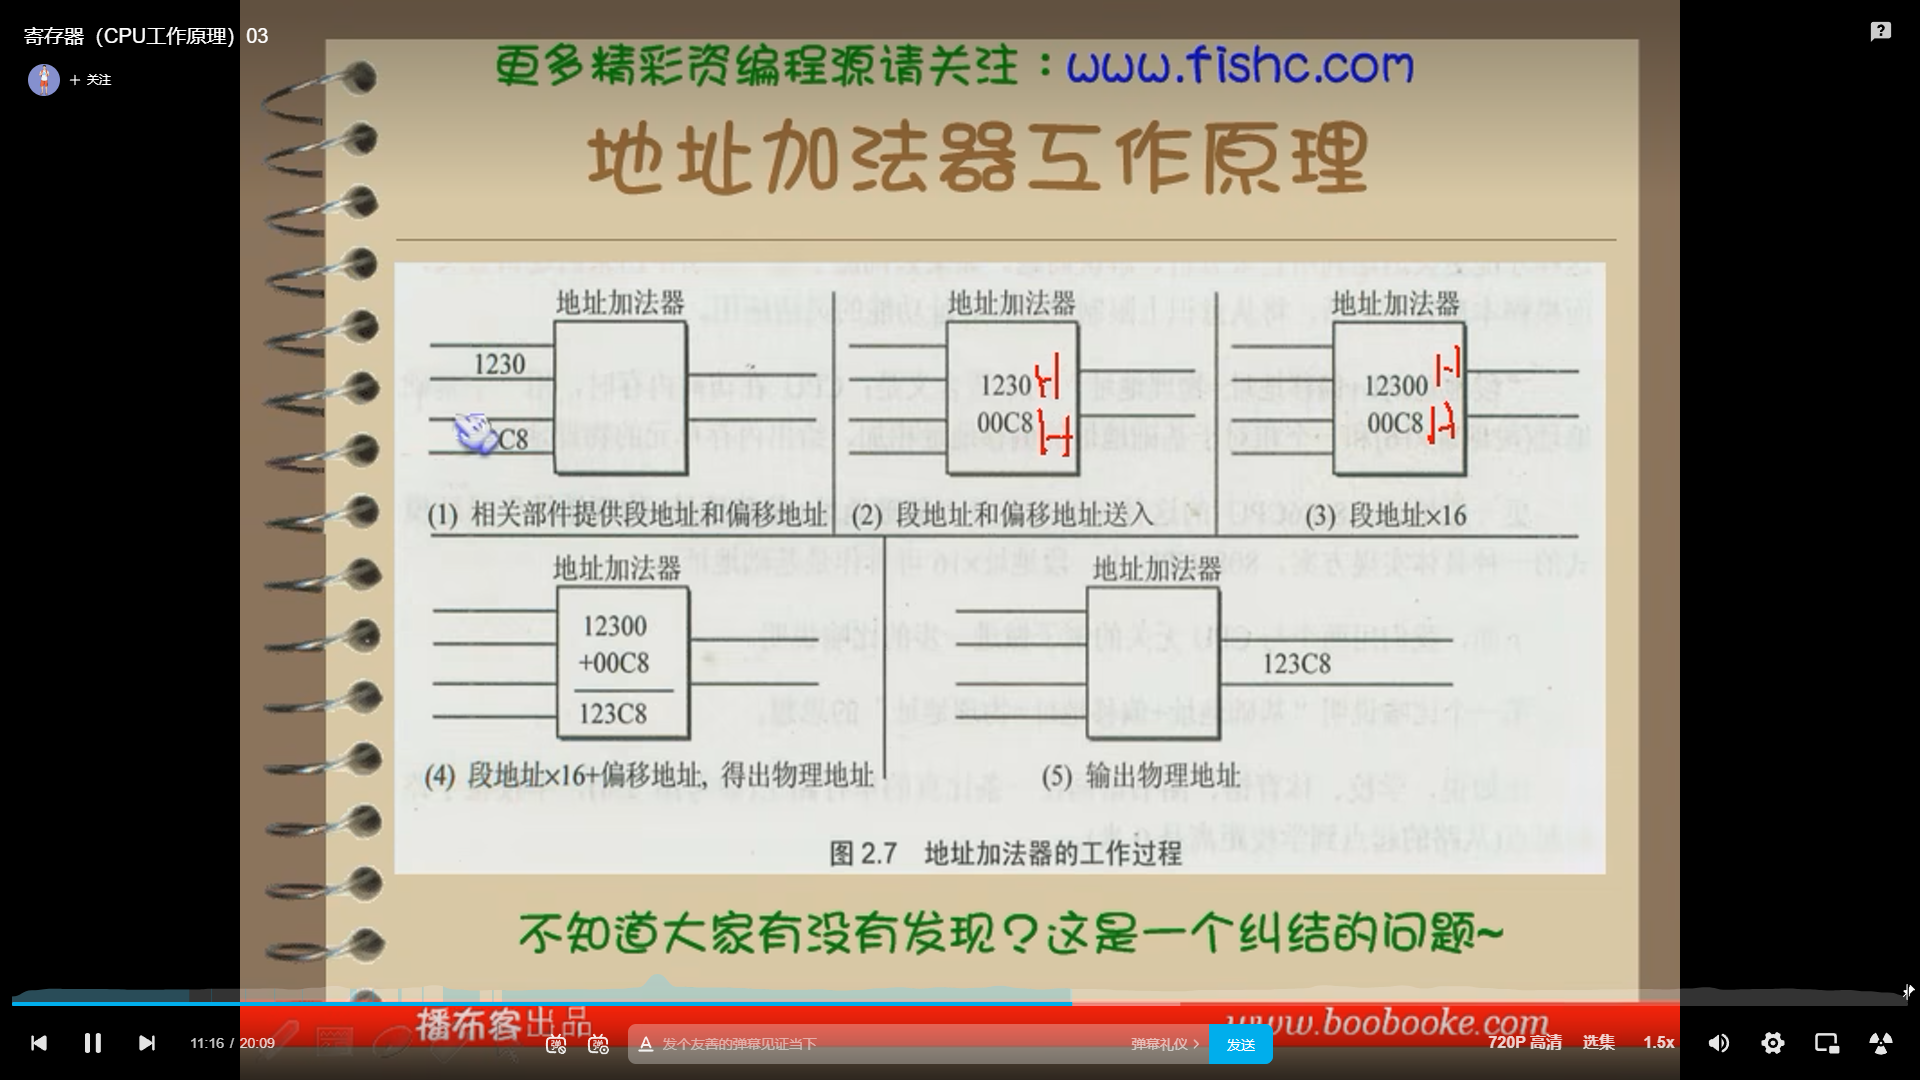 寄存器（CPU工作原理）03
+ 关注
更多精彩资编程源请关注：www.fishc.com
地址加法器工作原理
地址加法器
1230
C8
(1) 相关部件提供段地址和偏移地址
地址加法器
1230 H
00C8 H
(2) 段地址和偏移地址送入
地址加法器
12300 H
00C8 H
(3) 段地址×16
地址加法器
12300
+00C8
123C8
(4) 段地址×16+偏移地址, 得出物理地址
地址加法器
123C8
(5) 输出物理地址
图 2.7 地址加法器的工作过程
不知道大家有没有发现？这是一个纠结的问题~
播布客出品
www.boobooke.com
11:16 / 20:09
发个友善的弹幕见证当下
弹幕礼仪 >
发送
720P 高清
选集
1.5x